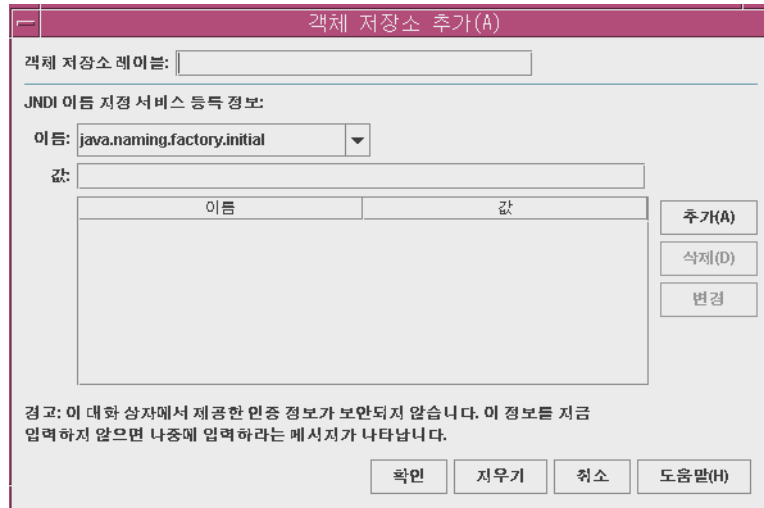 객체 저장소 추가(A)
객체 저장소 레이블:
JNDI 이름 지정 서비스 등록 정보:
이름: java.naming.factory.initial
값:
이름 값
추가(A)
삭제(D)
변경
경고: 이 대화 상자에서 제공한 인증 정보가 보안되지 않습니다. 이 정보를 지금
입력하지 않으면 나중에 입력하라는 메시지가 나타납니다.
확인 지우기 취소 도움말(H)